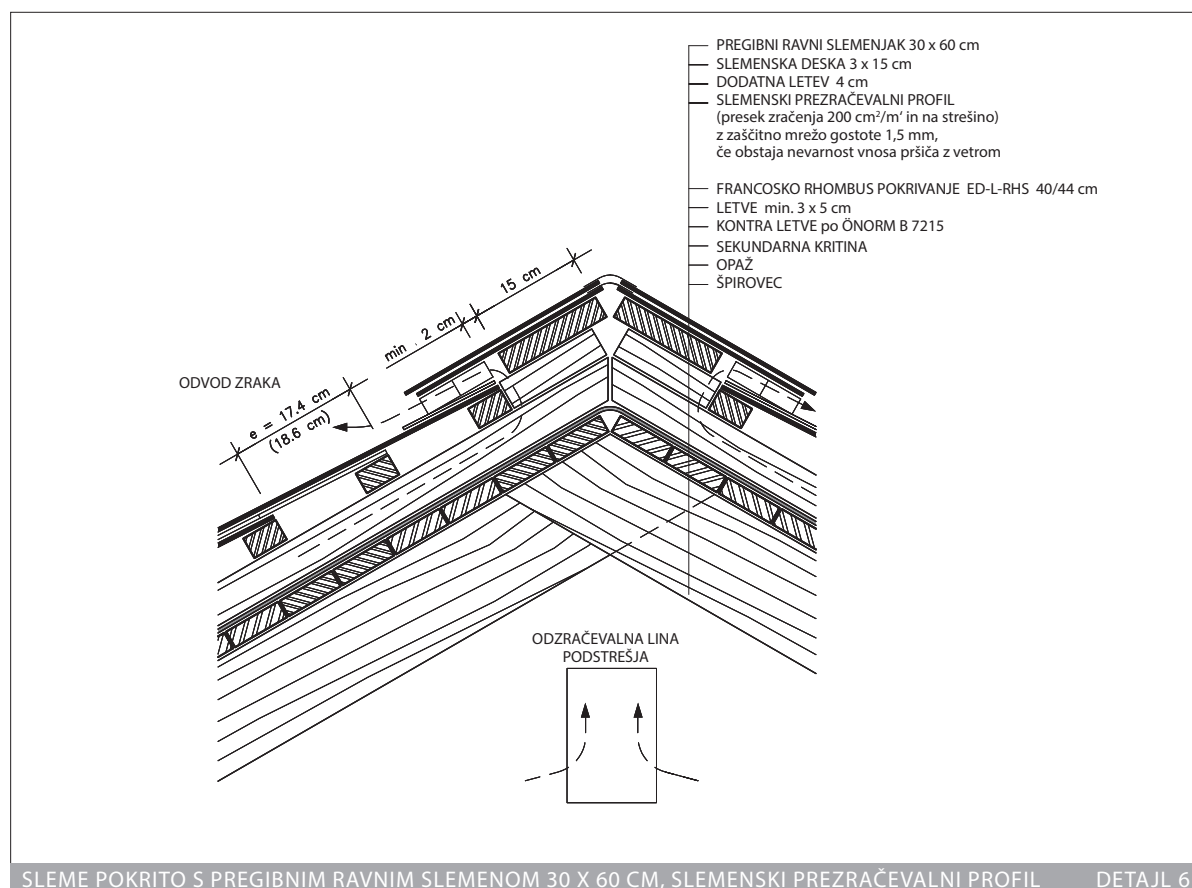 PREGIBNI RAVNI SLEMENJAK 30 x 60 cm
SLEMENSKA DESKA 3 x 15 cm
DODATNA LETEV 4 cm
SLEMENSKI PREZRAČEVALNI PROFIL
(presek zračenja 200 cm²/m' in na strešino)
z zaščitno mrežo gostote 1,5 mm,
če obstaja nevarnost vnosa pršiča z vetrom
FRANCOSKO RHOMBUS POKRIVANJE ED-L-RHS 40/44 cm
LETVE min. 3 x 5 cm
KONTRA LETVE po ÖNORM B 7215
SEKUNDARNA KRITINA
OPAŽ
ŠPIROVEC
15 cm
min . 2 cm
ODVOD ZRAKA
e = 17.4 cm
(18.6 cm)
ODZRAČEVALNA LINA
PODSTREŠJA
SLEME POKRITO S PREGIBNIM RAVNIM SLEMENOM 30 X 60 CM, SLEMENSKI PREZRAČEVALNI PROFIL DETAJL 6